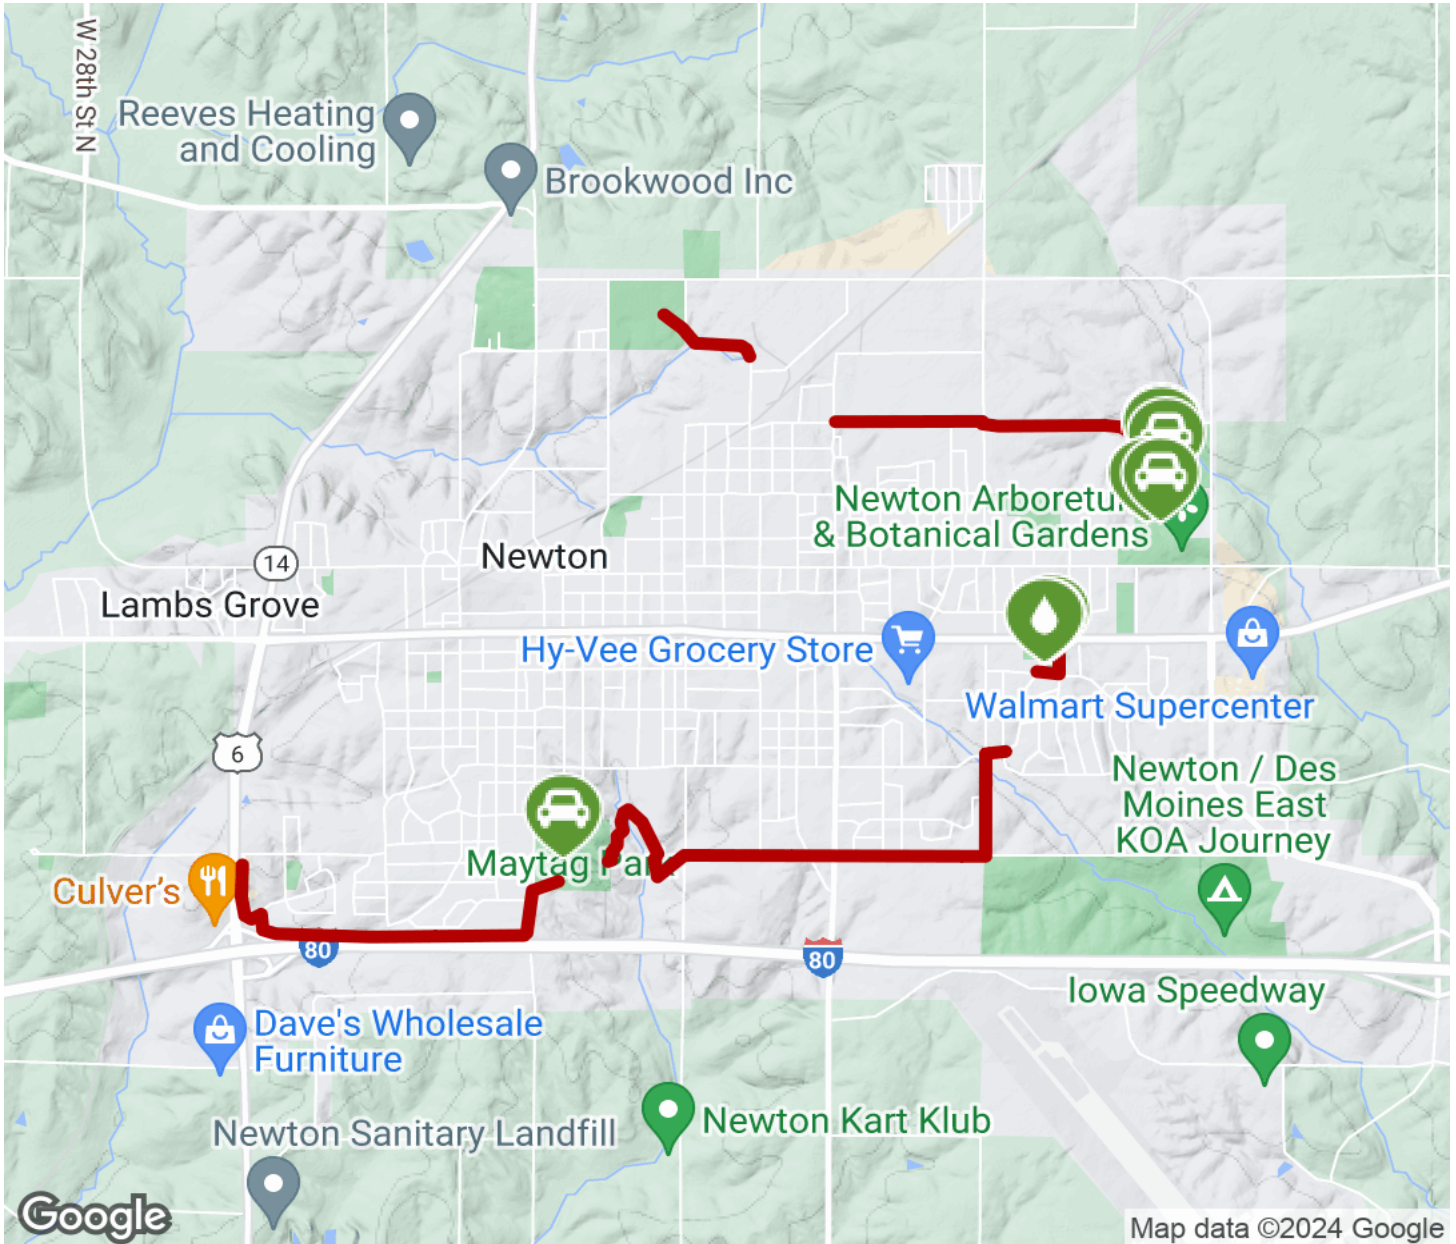 W 28th St N
Reeves Heating
and Cooling
Brookwood Inc
Newton Arboretu
& Botanical Gardens
Newton
14
Lambs Grove
Hy-Vee Grocery Store
Walmart Supercenter
6
Newton / Des
Moines East
KOA Journey
Maytag Park
Culver's
80
80
Iowa Speedway
Dave's Wholesale
Furniture
Newton Kart Klub
Newton Sanitary Landfill
Google
Map data ©2024 Google